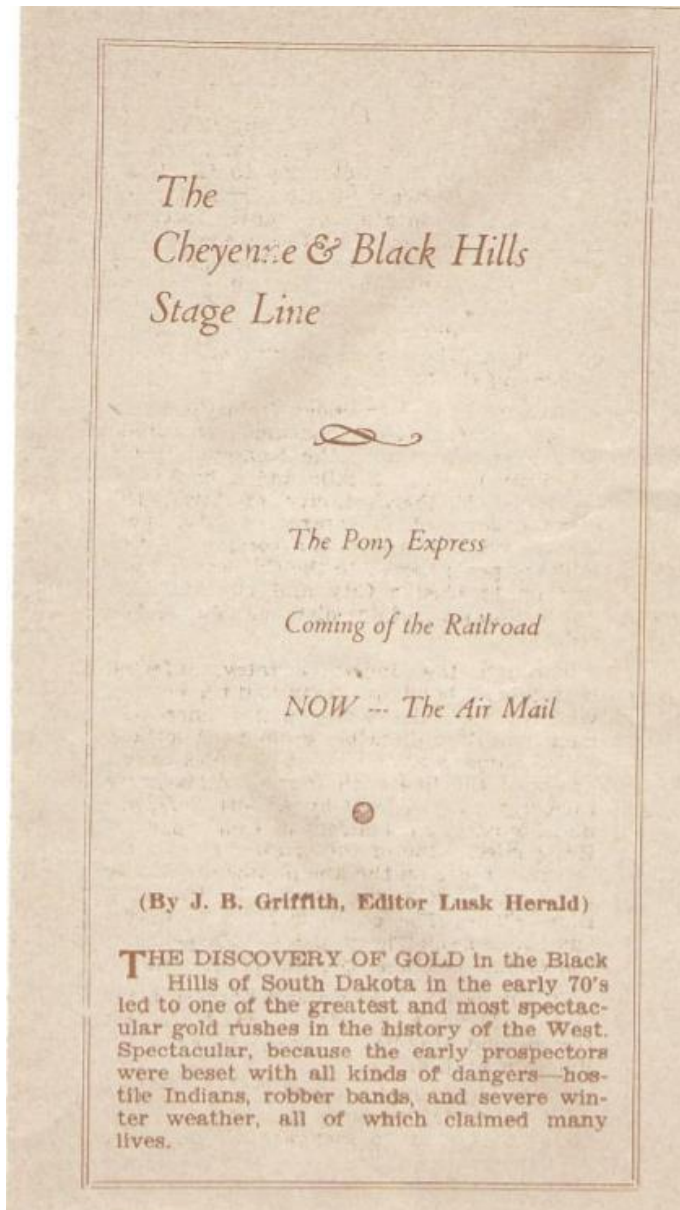 The
Cheyenne & Black Hills
Stage Line
The Pony Express
Coming of the Railroad
NOW --- The Air Mail
(By J. B. Griffith, Editor Lusk Herald)
THE DISCOVERY OF GOLD in the Black
Hills of South Dakota in the early 70's
led to one of the greatest and most spectac-
ular gold rushes in the history of the West.
Spectacular, because the early prospectors
were beset with all kinds of dangers—hos-
tile Indians, robber bands, and severe win-
ter weather, all of which claimed many
lives.